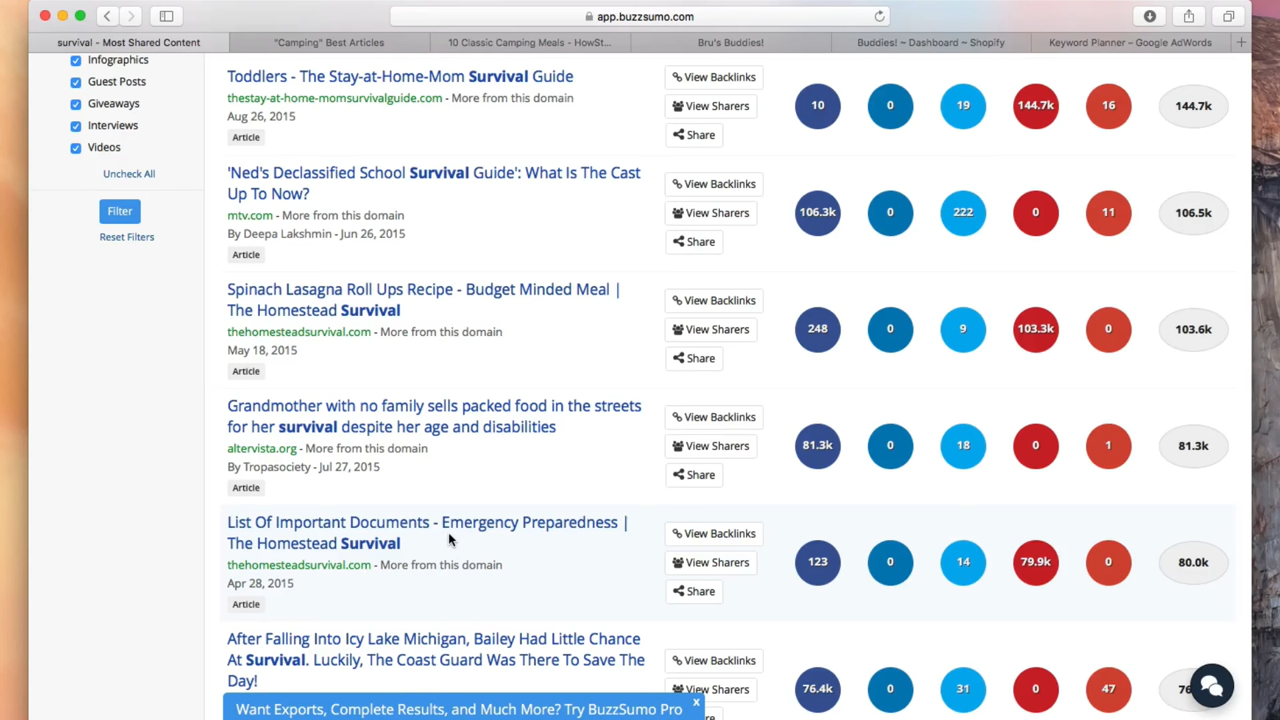 app.buzzsumo.com
survival - Most Shared Content
"Camping" Best Articles
10 Classic Camping Meals - HowSt...
Bru's Buddies!
Buddies! ~ Dashboard ~ Shopify
Keyword Planner – Google AdWords
Infographics
Guest Posts
Giveaways
Interviews
Videos
Uncheck All
Filter
Reset Filters
Toddlers - The Stay-at-Home-Mom Survival Guide
thestay-at-home-momsurvivalguide.com - More from this domain
Aug 26, 2015
Article
View Backlinks
View Sharers
Share
10 0 19 144.7k 16 144.7k
'Ned's Declassified School Survival Guide': What Is The Cast
Up To Now?
mtv.com - More from this domain
By Deepa Lakshmin - Jun 26, 2015
Article
View Backlinks
View Sharers
Share
106.3k 0 222 0 11 106.5k
Spinach Lasagna Roll Ups Recipe - Budget Minded Meal |
The Homestead Survival
thehomesteadsurvival.com - More from this domain
May 18, 2015
Article
View Backlinks
View Sharers
Share
248 0 9 103.3k 0 103.6k
Grandmother with no family sells packed food in the streets
for her survival despite her age and disabilities
altervista.org - More from this domain
By Tropasociety - Jul 27, 2015
Article
View Backlinks
View Sharers
Share
81.3k 0 18 0 1 81.3k
List Of Important Documents - Emergency Preparedness |
The Homestead Survival
thehomesteadsurvival.com - More from this domain
Apr 28, 2015
Article
View Backlinks
View Sharers
Share
123 0 14 79.9k 0 80.0k
After Falling Into Icy Lake Michigan, Bailey Had Little Chance
At Survival. Luckily, The Coast Guard Was There To Save The
Day!
View Backlinks
View Sharers
76.4k 0 31 0 47
Want Exports, Complete Results, and Much More? Try BuzzSumo Pro
x